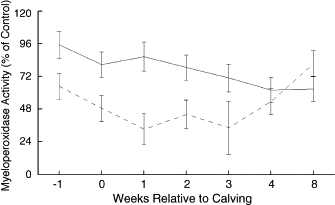 Myeloperoxidase Activity (% of Control)
120
96
72
48
24
0
-1 0 1 2 3 4 8
Weeks Relative to Calving